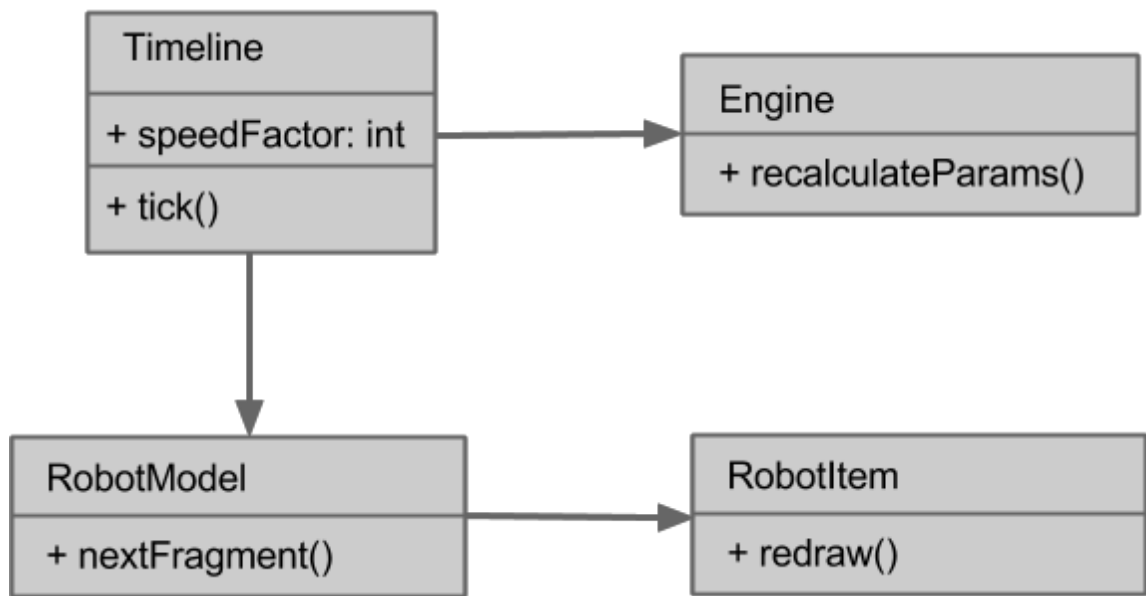 Timeline
+ speedFactor: int
+ tick()
Engine
+ recalculateParams()
RobotModel
+ nextFragment()
RobotItem
+ redraw()